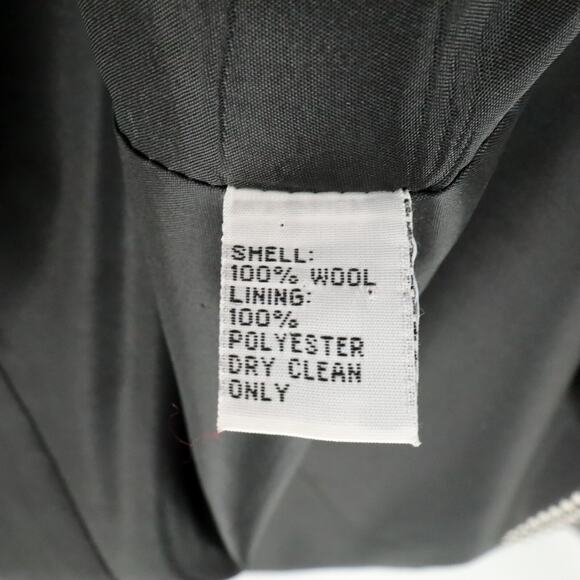 SHELL:
100% WOOL
LINING:
100%
POLYESTER
DRY CLEAN
ONLY